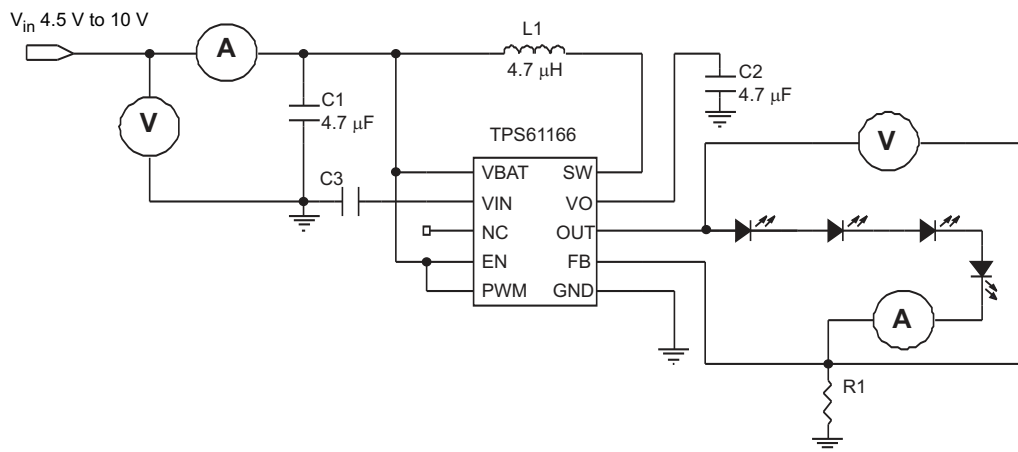 Vin 4.5 V to 10 V
A
V
C1
4.7 μF
L1
4.7 μH
C2
4.7 μF
V
TPS61166
C3
VBAT
VIN
NC
EN
PWM
SW
VO
OUT
FB
GND
A
R1